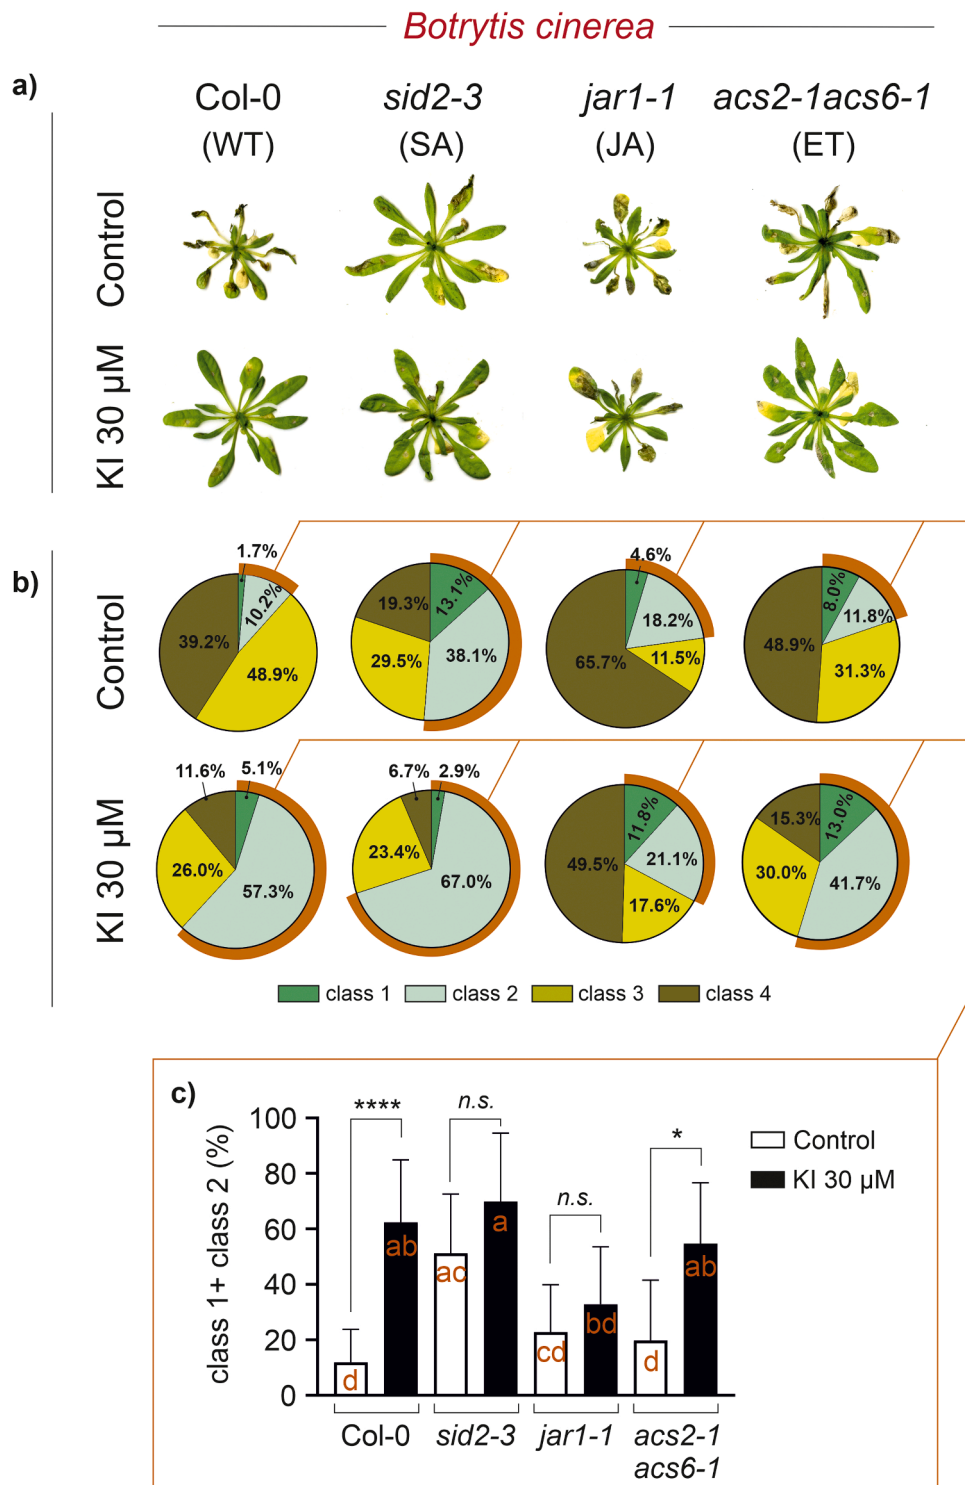 Botrytis cinerea
a)
Col-0 sid2-3 jar1-1 acs2-1acs6-1
(WT) (SA) (JA) (ET)
Control
KI 30 µM
b)
Control
1.7% 10.2% 48.9% 39.2%
13.1% 38.1% 29.5% 19.3%
4.6% 18.2% 11.5% 65.7%
8.0% 11.8% 31.3% 48.9%
KI 30 µM
5.1% 57.3% 26.0% 11.6%
2.9% 67.0% 23.4% 6.7%
11.8% 21.1% 17.6% 49.5%
13.0% 41.7% 30.0% 15.3%
class 1 class 2 class 3 class 4
c)
class 1+ class 2 (%)
100
80
60
40
20
0
**** n.s. n.s. *
Control
KI 30 µM
d ab ac a cd bd d ab
Col-0 sid2-3 jar1-1 acs2-1
acs6-1